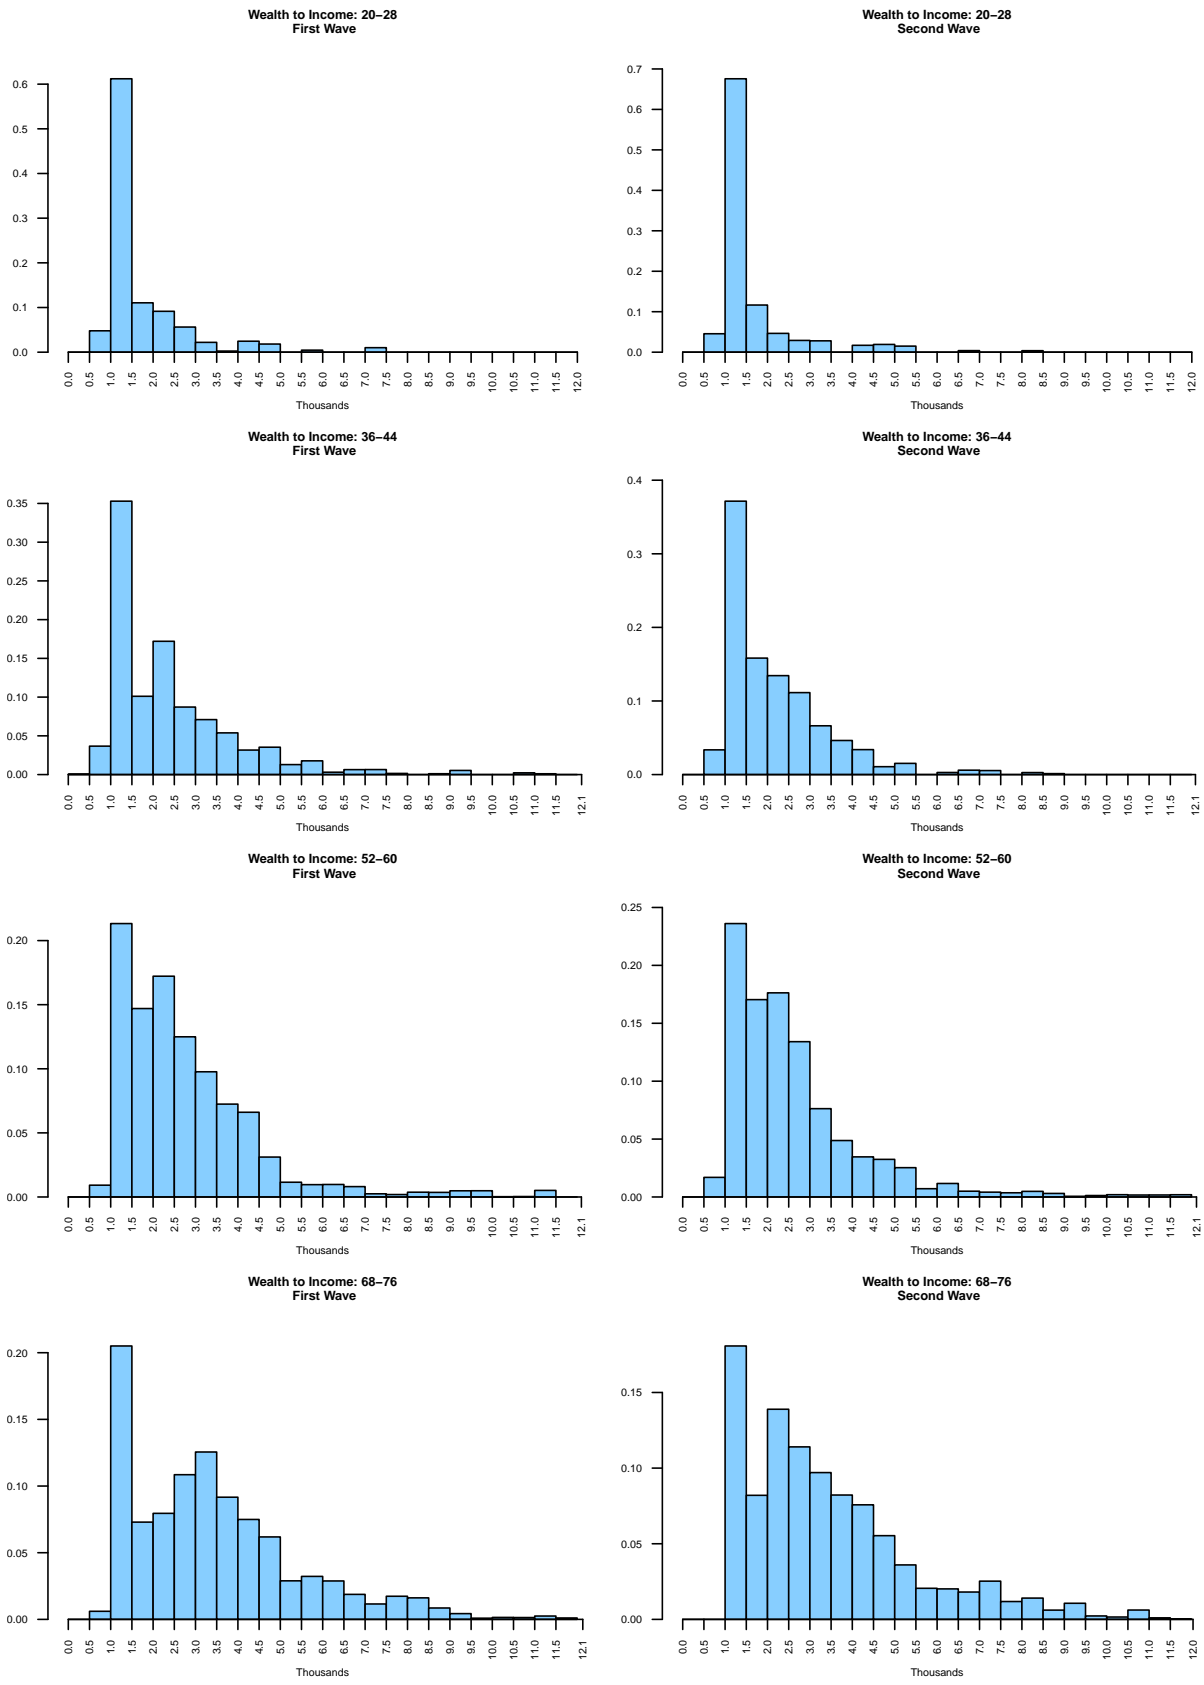 Wealth to Income: 20–28
First Wave
0.6
0.5
0.4
0.3
0.2
0.1
0.0
0.0 0.5 1.0 1.5 2.0 2.5 3.0 3.5 4.0 4.5 5.0 5.5 6.0 6.5 7.0 7.5 8.0 8.5 9.0 9.5 10.0 10.5 11.0 11.5 12.0
Thousands
Wealth to Income: 20–28
Second Wave
0.7
0.6
0.5
0.4
0.3
0.2
0.1
0.0
0.0 0.5 1.0 1.5 2.0 2.5 3.0 3.5 4.0 4.5 5.0 5.5 6.0 6.5 7.0 7.5 8.0 8.5 9.0 9.5 10.0 10.5 11.0 11.5 12.0
Thousands
Wealth to Income: 36–44
First Wave
0.35
0.30
0.25
0.20
0.15
0.10
0.05
0.00
0.0 0.5 1.0 1.5 2.0 2.5 3.0 3.5 4.0 4.5 5.0 5.5 6.0 6.5 7.0 7.5 8.0 8.5 9.0 9.5 10.0 10.5 11.0 11.5 12.1
Thousands
Wealth to Income: 36–44
Second Wave
0.4
0.3
0.2
0.1
0.0
0.0 0.5 1.0 1.5 2.0 2.5 3.0 3.5 4.0 4.5 5.0 5.5 6.0 6.5 7.0 7.5 8.0 8.5 9.0 9.5 10.0 10.5 11.0 11.5 12.1
Thousands
Wealth to Income: 52–60
First Wave
0.20
0.15
0.10
0.05
0.00
0.0 0.5 1.0 1.5 2.0 2.5 3.0 3.5 4.0 4.5 5.0 5.5 6.0 6.5 7.0 7.5 8.0 8.5 9.0 9.5 10.0 10.5 11.0 11.5 12.1
Thousands
Wealth to Income: 52–60
Second Wave
0.25
0.20
0.15
0.10
0.05
0.00
0.0 0.5 1.0 1.5 2.0 2.5 3.0 3.5 4.0 4.5 5.0 5.5 6.0 6.5 7.0 7.5 8.0 8.5 9.0 9.5 10.0 10.5 11.0 11.5 12.1
Thousands
Wealth to Income: 68–76
First Wave
0.20
0.15
0.10
0.05
0.00
0.0 0.5 1.0 1.5 2.0 2.5 3.0 3.5 4.0 4.5 5.0 5.5 6.0 6.5 7.0 7.5 8.0 8.5 9.0 9.5 10.0 10.5 11.0 11.5 12.1
Thousands
Wealth to Income: 68–76
Second Wave
0.15
0.10
0.05
0.00
0.0 0.5 1.0 1.5 2.0 2.5 3.0 3.5 4.0 4.5 5.0 5.5 6.0 6.5 7.0 7.5 8.0 8.5 9.0 9.5 10.0 10.5 11.0 11.5 12.0
Thousands